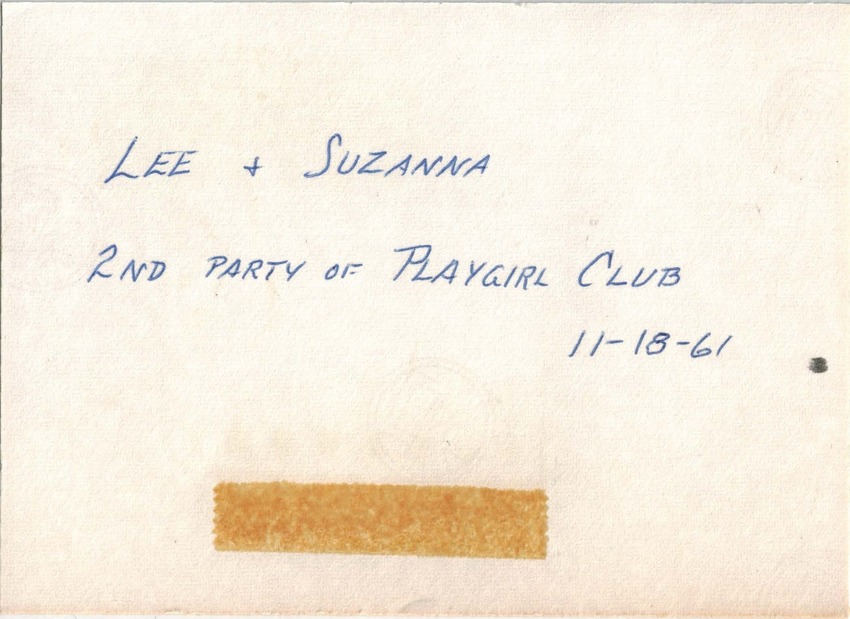 Lee + Suzanna
2nd party of Playgirl Club
11-18-61